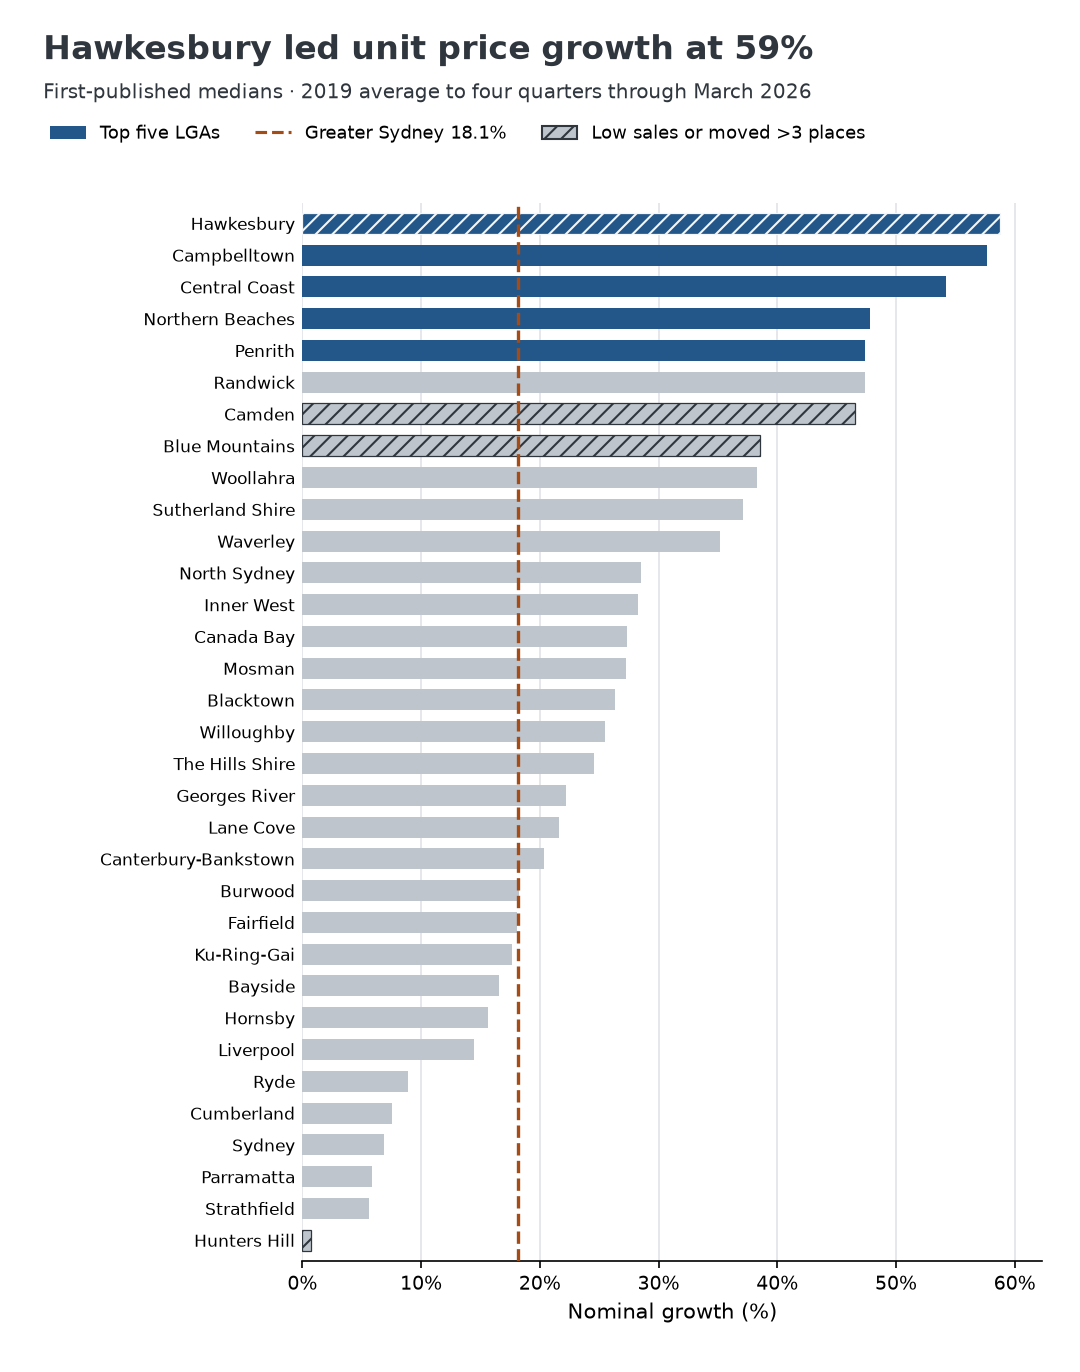 Hawkesbury led unit price growth at 59%
First-published medians · 2019 average to four quarters through March 2026
Top five LGAs Greater Sydney 18.1% Low sales or moved >3 places
Hawkesbury
Campbelltown
Central Coast
Northern Beaches
Penrith
Randwick
Camden
Blue Mountains
Woollahra
Sutherland Shire
Waverley
North Sydney
Inner West
Canada Bay
Mosman
Blacktown
Willoughby
The Hills Shire
Georges River
Lane Cove
Canterbury-Bankstown
Burwood
Fairfield
Ku-Ring-Gai
Bayside
Hornsby
Liverpool
Ryde
Cumberland
Sydney
Parramatta
Strathfield
Hunters Hill
0% 10% 20% 30% 40% 50% 60%
Nominal growth (%)